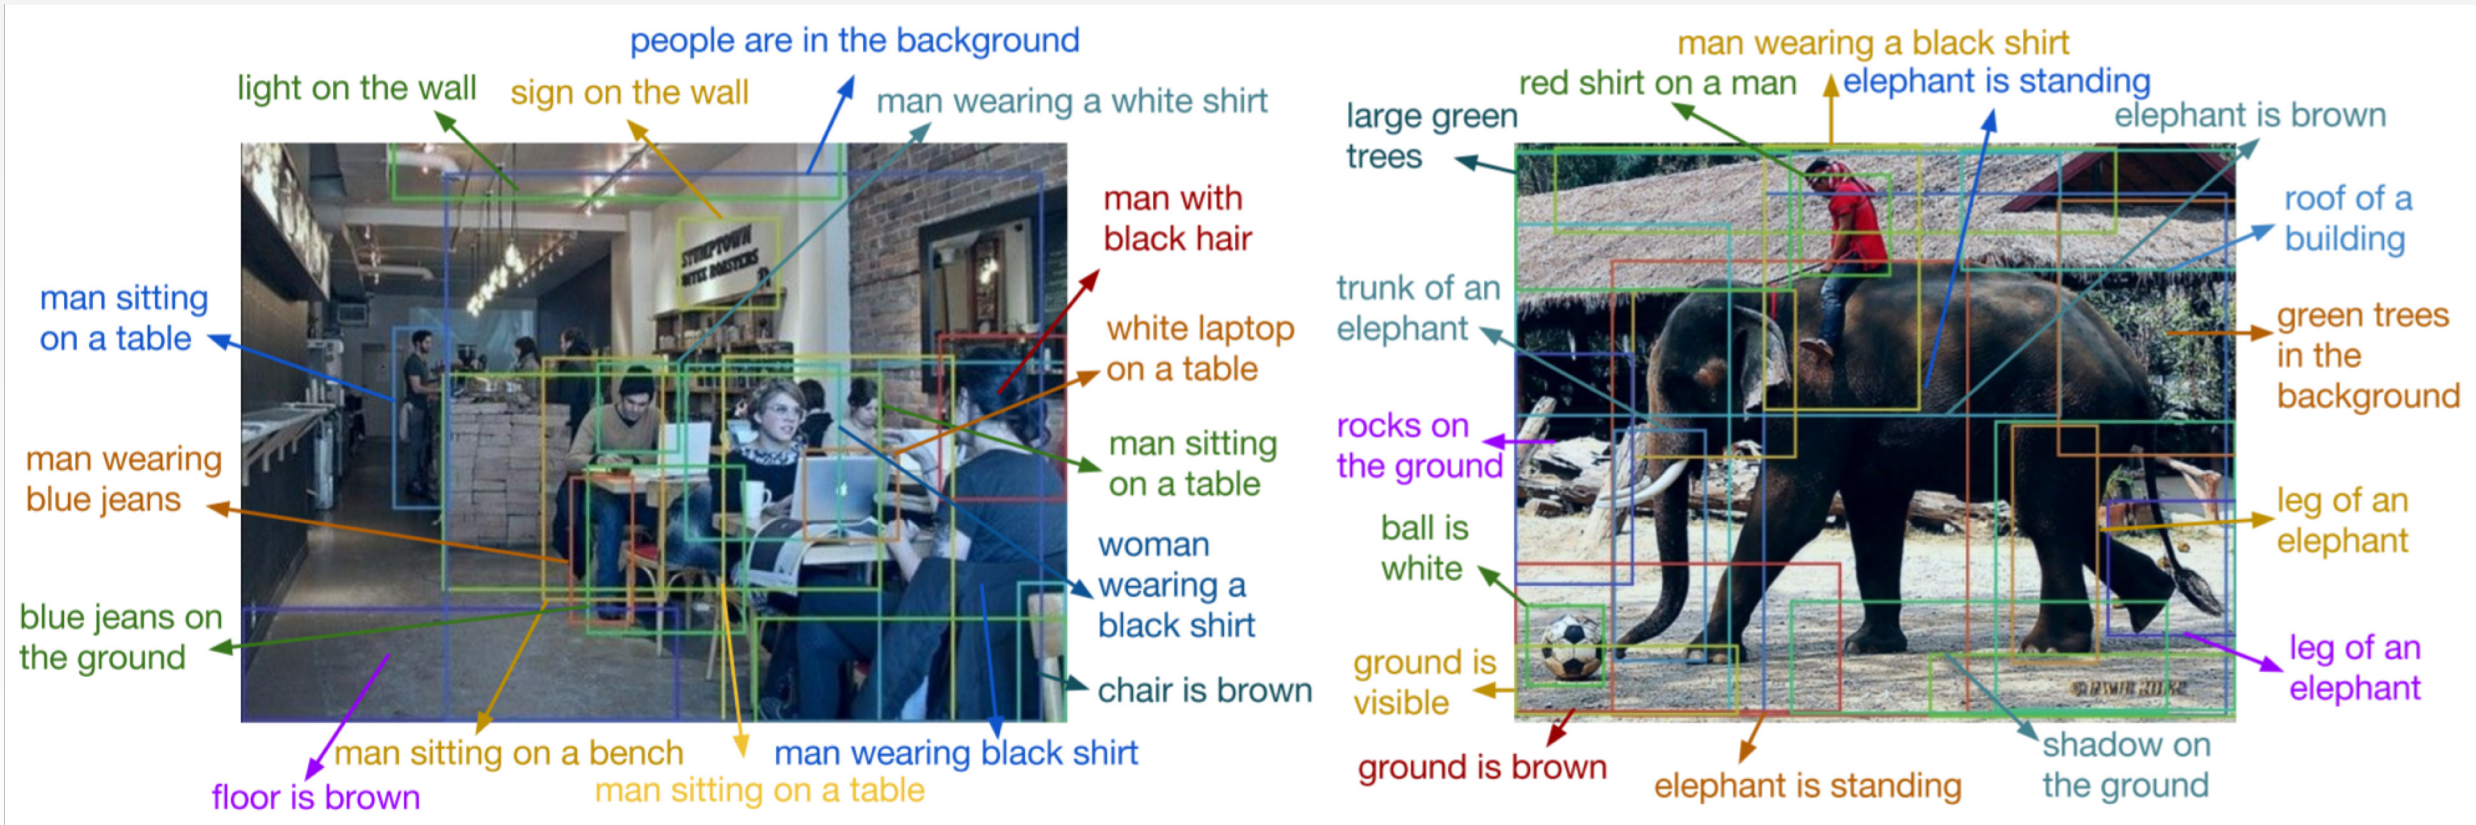 people are in the background
light on the wall
sign on the wall
man wearing a white shirt
man with
black hair
man sitting
on a table
white laptop
on a table
man wearing
blue jeans
man sitting
on a table
woman
wearing a
black shirt
blue jeans on
the ground
chair is brown
man sitting on a bench
man wearing black shirt
floor is brown
man sitting on a table
STUMPTOWN
ROASTERS
man wearing a black shirt
red shirt on a man
elephant is standing
large green
trees
elephant is brown
roof of a
building
trunk of an
elephant
green trees
in the
background
rocks on
the ground
leg of an
elephant
ball is
white
ground is
visible
leg of an
elephant
ground is brown
elephant is standing
shadow on
the ground